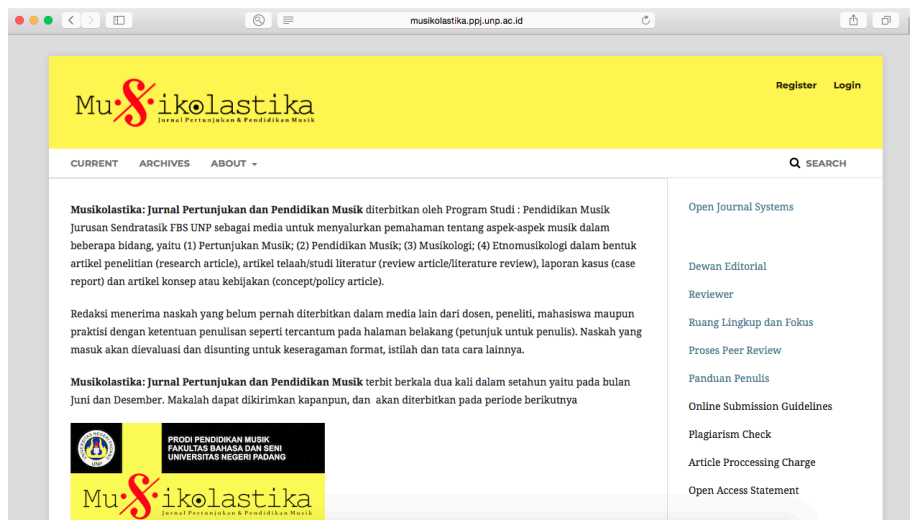 musikolastika.ppj.unp.ac.id
Register Login
MuSikolastika
Jurnal Pertunjukan & Pendidikan Musik
CURRENT ARCHIVES ABOUT SEARCH
Musikolastika: Jurnal Pertunjukan dan Pendidikan Musik diterbitkan oleh Program Studi : Pendidikan Musik
Jurusan Sendratasik FBS UNP sebagai media untuk menyalurkan pemahaman tentang aspek-aspek musik dalam
beberapa bidang, yaitu (1) Pertunjukan Musik; (2) Pendidikan Musik; (3) Musikologi; (4) Etnomusikologi dalam bentuk
artikel penelitian (research article), artikel telaah/studi literatur (review article/literature review), laporan kasus (case
report) dan artikel konsep atau kebijakan (concept/policy article).
Redaksi menerima naskah yang belum pernah diterbitkan dalam media lain dari dosen, peneliti, mahasiswa maupun
praktisi dengan ketentuan penulisan seperti tercantum pada halaman belakang (petunjuk untuk penulis). Naskah yang
masuk akan dievaluasi dan disunting untuk keseragaman format, istilah dan tata cara lainnya.
Musikolastika: Jurnal Pertunjukan dan Pendidikan Musik terbit berkala dua kali dalam setahun yaitu pada bulan
Juni dan Desember. Makalah dapat dikirimkan kapanpun, dan akan diterbitkan pada periode berikutnya
UNP
PRODI PENDIDIKAN MUSIK
FAKULTAS BAHASA DAN SENI
UNIVERSITAS NEGERI PADANG
MuSikolastika
Jurnal Pertunjukan & Pendidikan Musik
Open Journal Systems
Dewan Editorial
Reviewer
Ruang Lingkup dan Fokus
Proses Peer Review
Panduan Penulis
Online Submission Guidelines
Plagiarism Check
Article Proccessing Charge
Open Access Statement